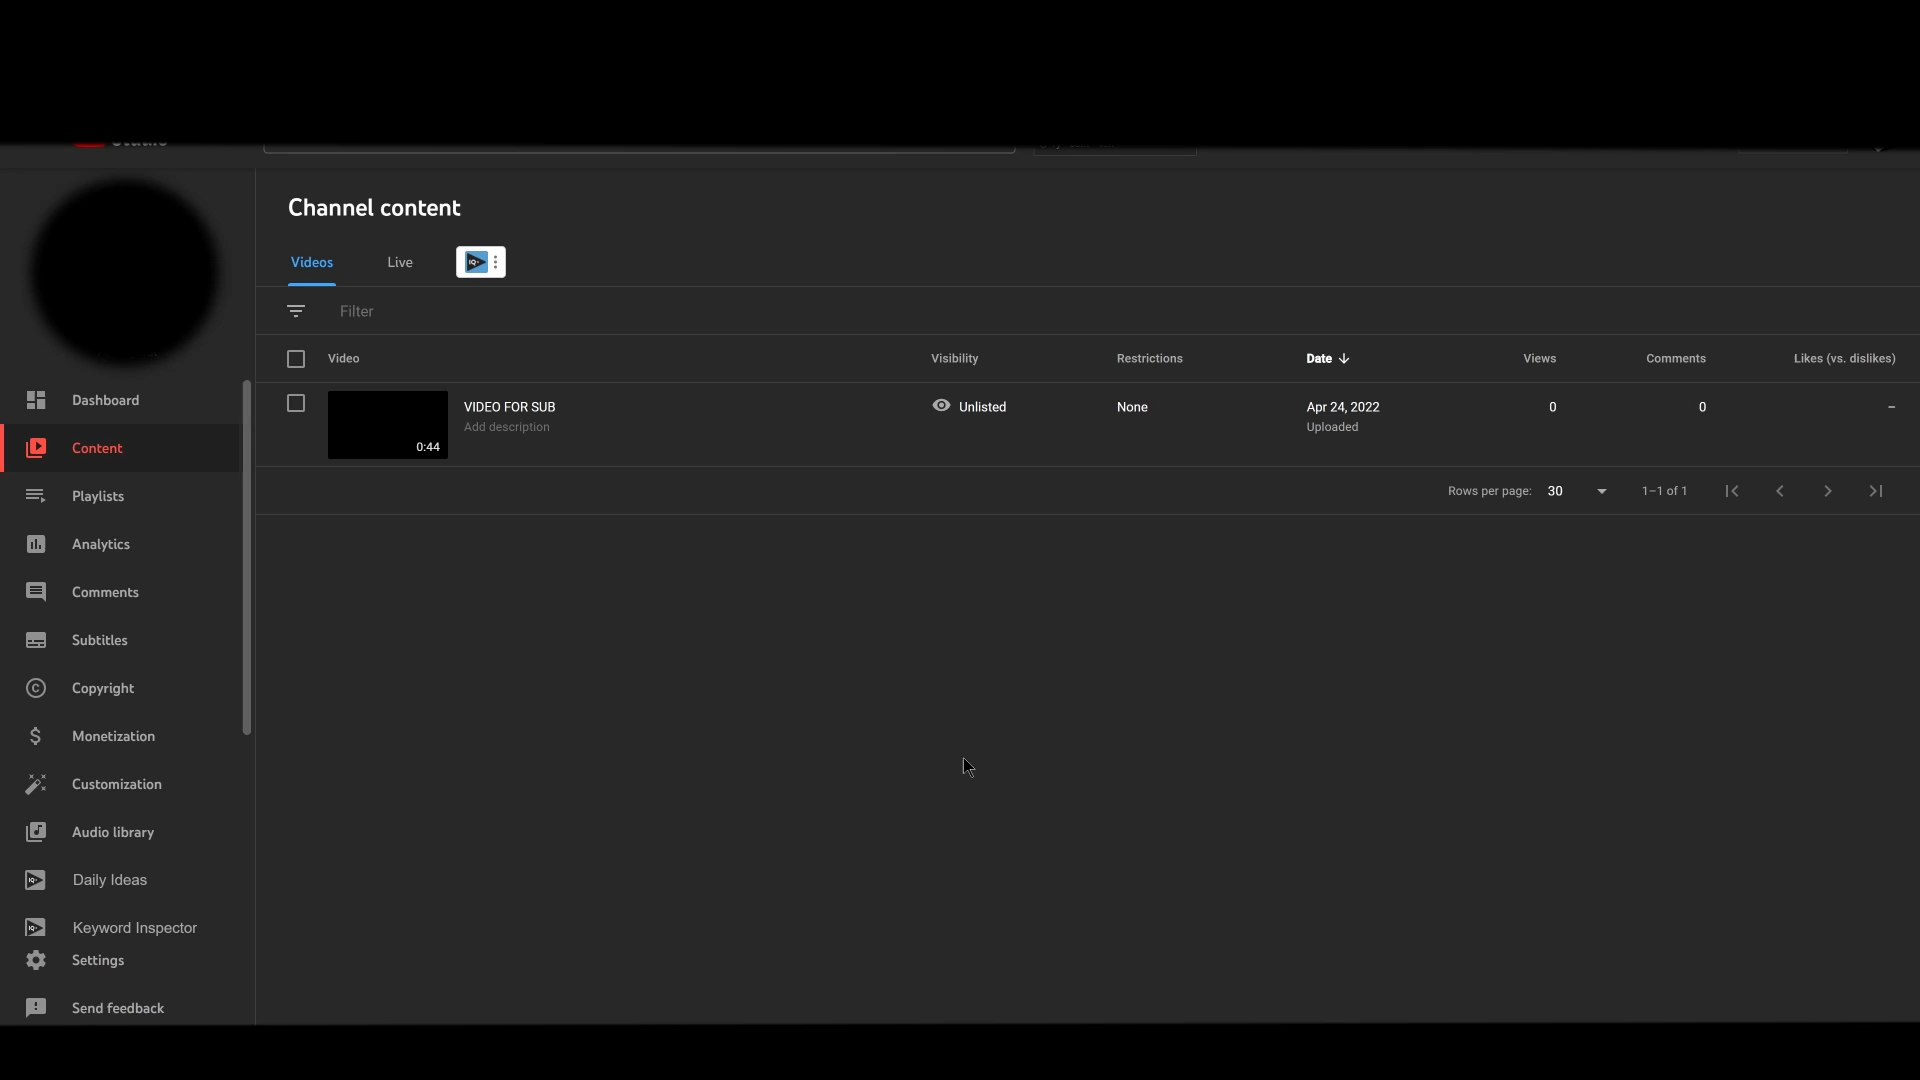 Channel content
Videos Live
Filter
Video Visibility Restrictions Date Views Comments Likes (vs. dislikes)
VIDEO FOR SUB Unlisted None Apr 24, 2022 0 0 –
Add description Uploaded
0:44
Rows per page: 30 1–1 of 1
Dashboard
Content
Playlists
Analytics
Comments
Subtitles
Copyright
Monetization
Customization
Audio library
Daily Ideas
Keyword Inspector
Settings
Send feedback